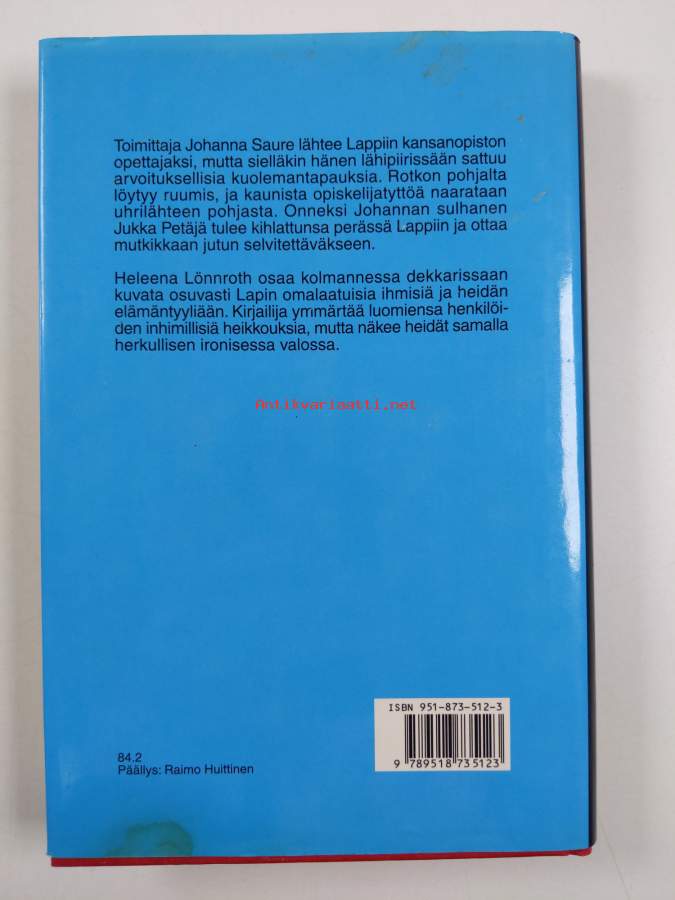 Toimittaja Johanna Saure lähtee Lappiin kansanopiston
opettajaksi, mutta sielläkin hänen lähipiirissään sattuu
arvoituksellisia kuolemantapauksia. Rotkon pohjalta
löytyy ruumis, ja kaunista opiskelijatyttöä naarataan
uhrilähteen pohjasta. Onneksi Johannan sulhanen
Jukka Petäjä tulee kihlattunsa perässä Lappiin ja ottaa
mutkikkaan jutun selvitettäväkseen.
Heleena Lönnroth osaa kolmannessa dekkarissaan
kuvata osuvasti Lapin omalaatuisia ihmisiä ja heidän
elämäntyyliään. Kirjailija ymmärtää luomiensa henkilöi-
den inhimillisiä heikkouksia, mutta näkee heidät samalla
herkullisen ironisessa valossa.
Antikvariaatti.net
ISBN 951-873-512-3
9 789518 735123
84.2
Päällys: Raimo Huittinen